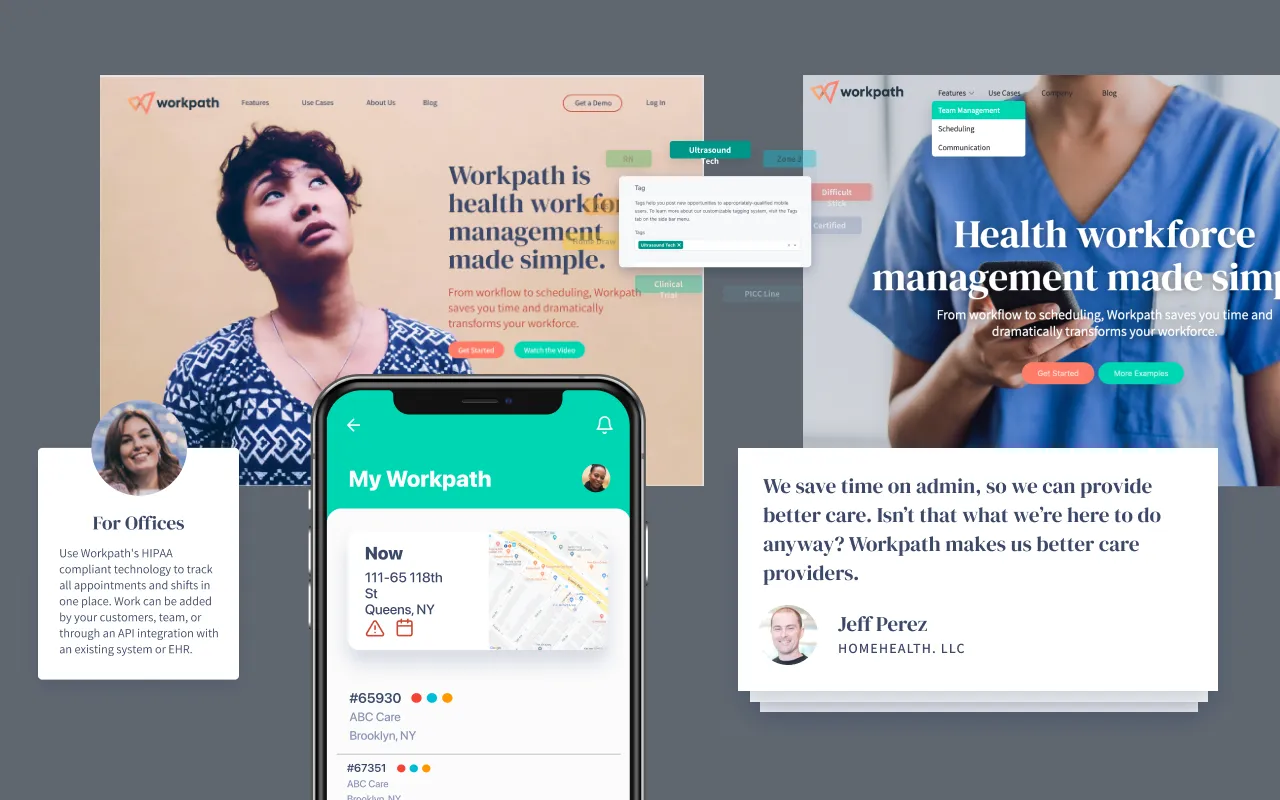 workpath
Features
Use Cases
About Us
Blog
Get a Demo
Log In
Workpath is
health workfor
management
made simple.
From workflow to scheduling, Workpath
saves you time and dramatically
transforms your workforce.
Get Started
Watch the Video
RN
Ultrasound
Tech
Zone 2
Difficult
Stick
Certified
Home Draw
Clinical
Trial
PICC Line
Tag
Tags help you post new opportunities to appropriately-qualified mobile
users. To learn more about our customizable tagging system, visit the Tags
tab on the side bar menu.
Tags
Ultrasound Tech ×
workpath
Features
Use Cases
Company
Blog
Team Management
Scheduling
Communication
Health workforce
management made simp
From workflow to scheduling, Workpath saves you time and
dramatically transforms your workforce.
Get Started
More Examples
For Offices
Use Workpath's HIPAA
compliant technology to track
all appointments and shifts in
one place. Work can be added
by your customers, team, or
through an API integration with
an existing system or EHR.
My Workpath
Now
111-65 118th
St
Queens, NY
#65930
ABC Care
Brooklyn, NY
#67351
ABC Care
Brooklyn, NY
We save time on admin, so we can provide
better care. Isn't that what we're here to do
anyway? Workpath makes us better care
providers.
Jeff Perez
HOMEHEALTH. LLC